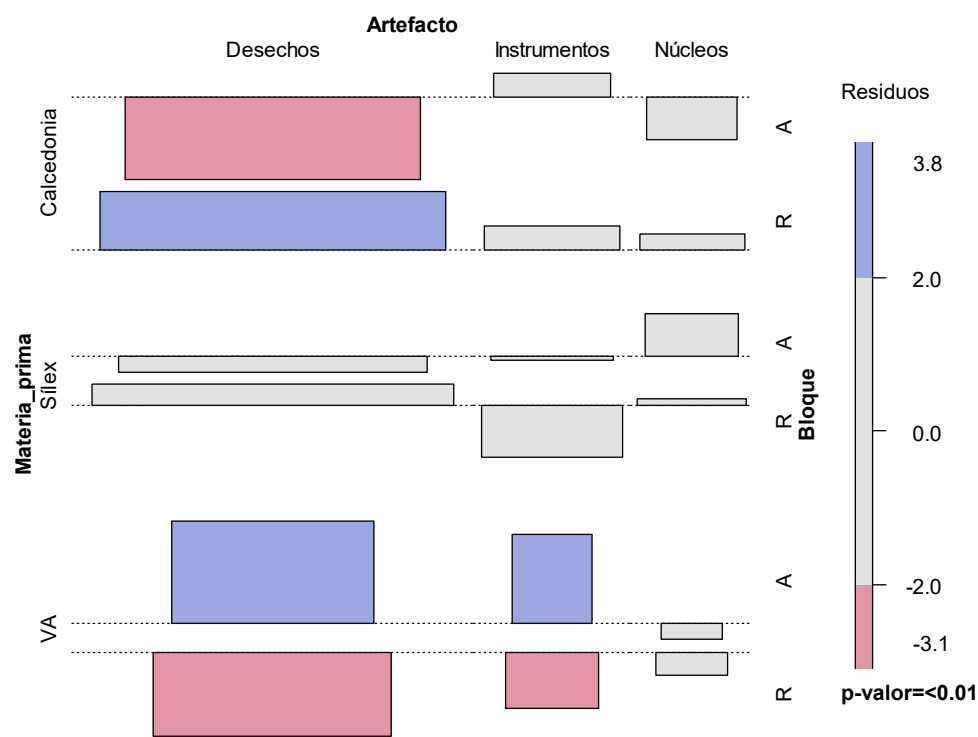 Artefacto
Desechos Instrumentos Núcleos
Residuos
Materia_prima
Calcedonia
Sílex
VA
A
R
A
R
A
R
Bloque
3.8
2.0
0.0
-2.0
-3.1
p-valor=<0.01